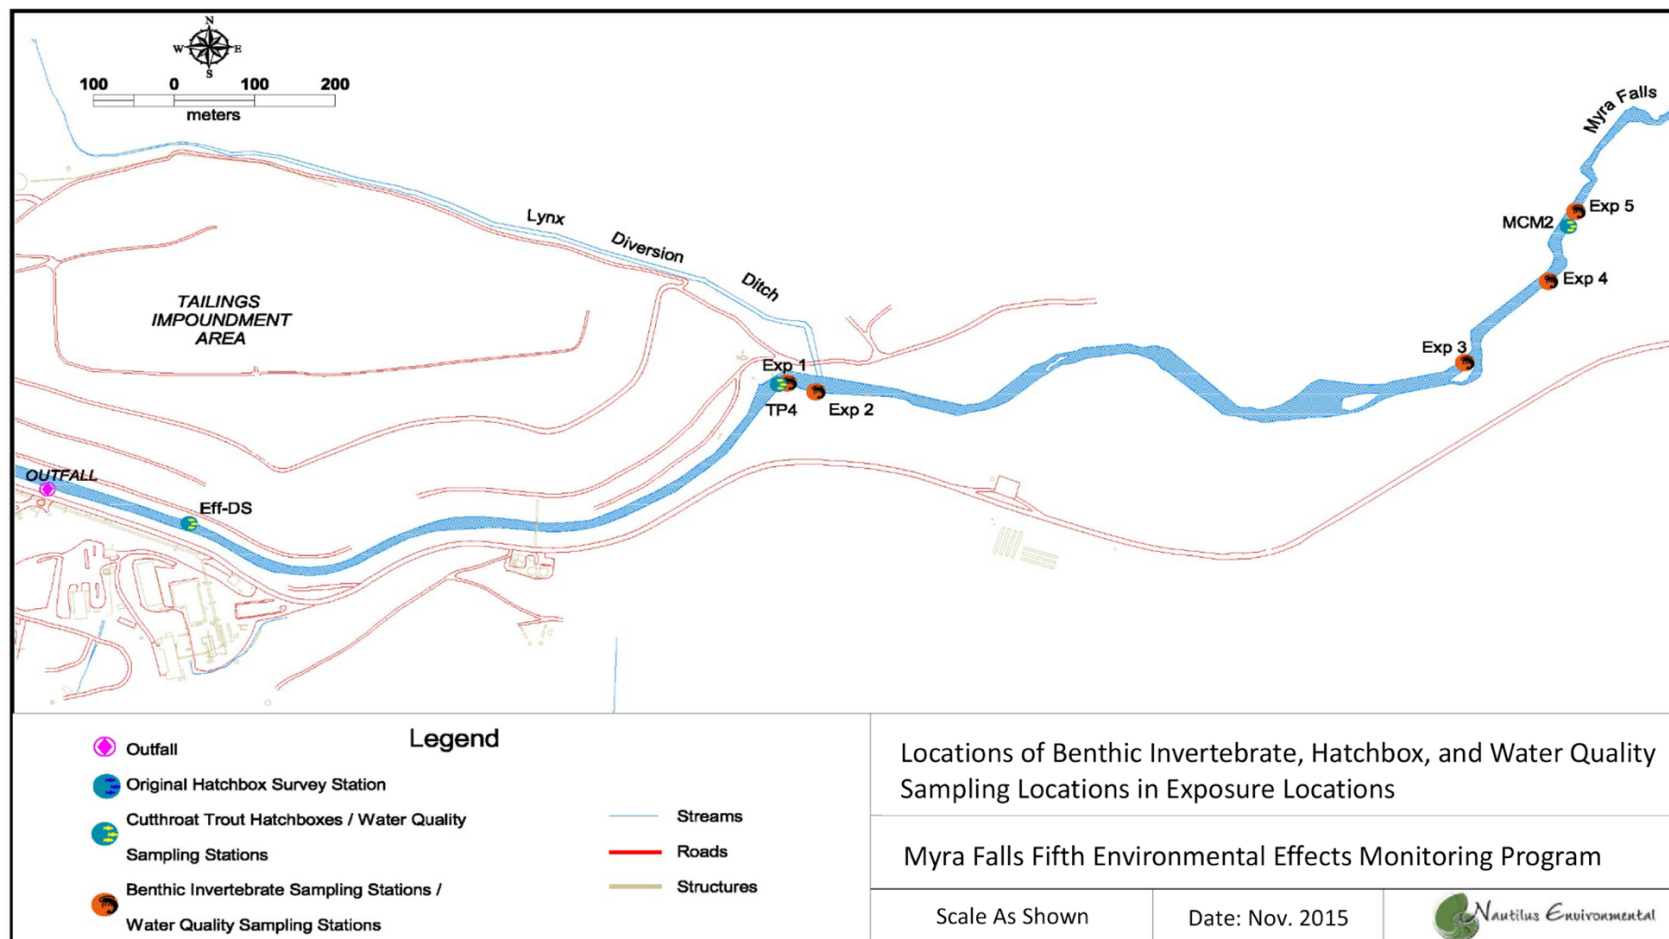 N
W E
S
100 0 100 200
meters
Myra Falls
Lynx Diversion Ditch
TAILINGS
IMPOUNDMENT
AREA
Exp 5
MCM2
Exp 4
Exp 3
Exp 1
TP4
Exp 2
OUTFALL
Eff-DS
Legend
Outfall
Original Hatchbox Survey Station
Cutthroat Trout Hatchboxes / Water Quality
Sampling Stations
Benthic Invertebrate Sampling Stations /
Water Quality Sampling Stations
Streams
Roads
Structures
Locations of Benthic Invertebrate, Hatchbox, and Water Quality
Sampling Locations in Exposure Locations
Myra Falls Fifth Environmental Effects Monitoring Program
Scale As Shown
Date: Nov. 2015
Nautilus Environmental